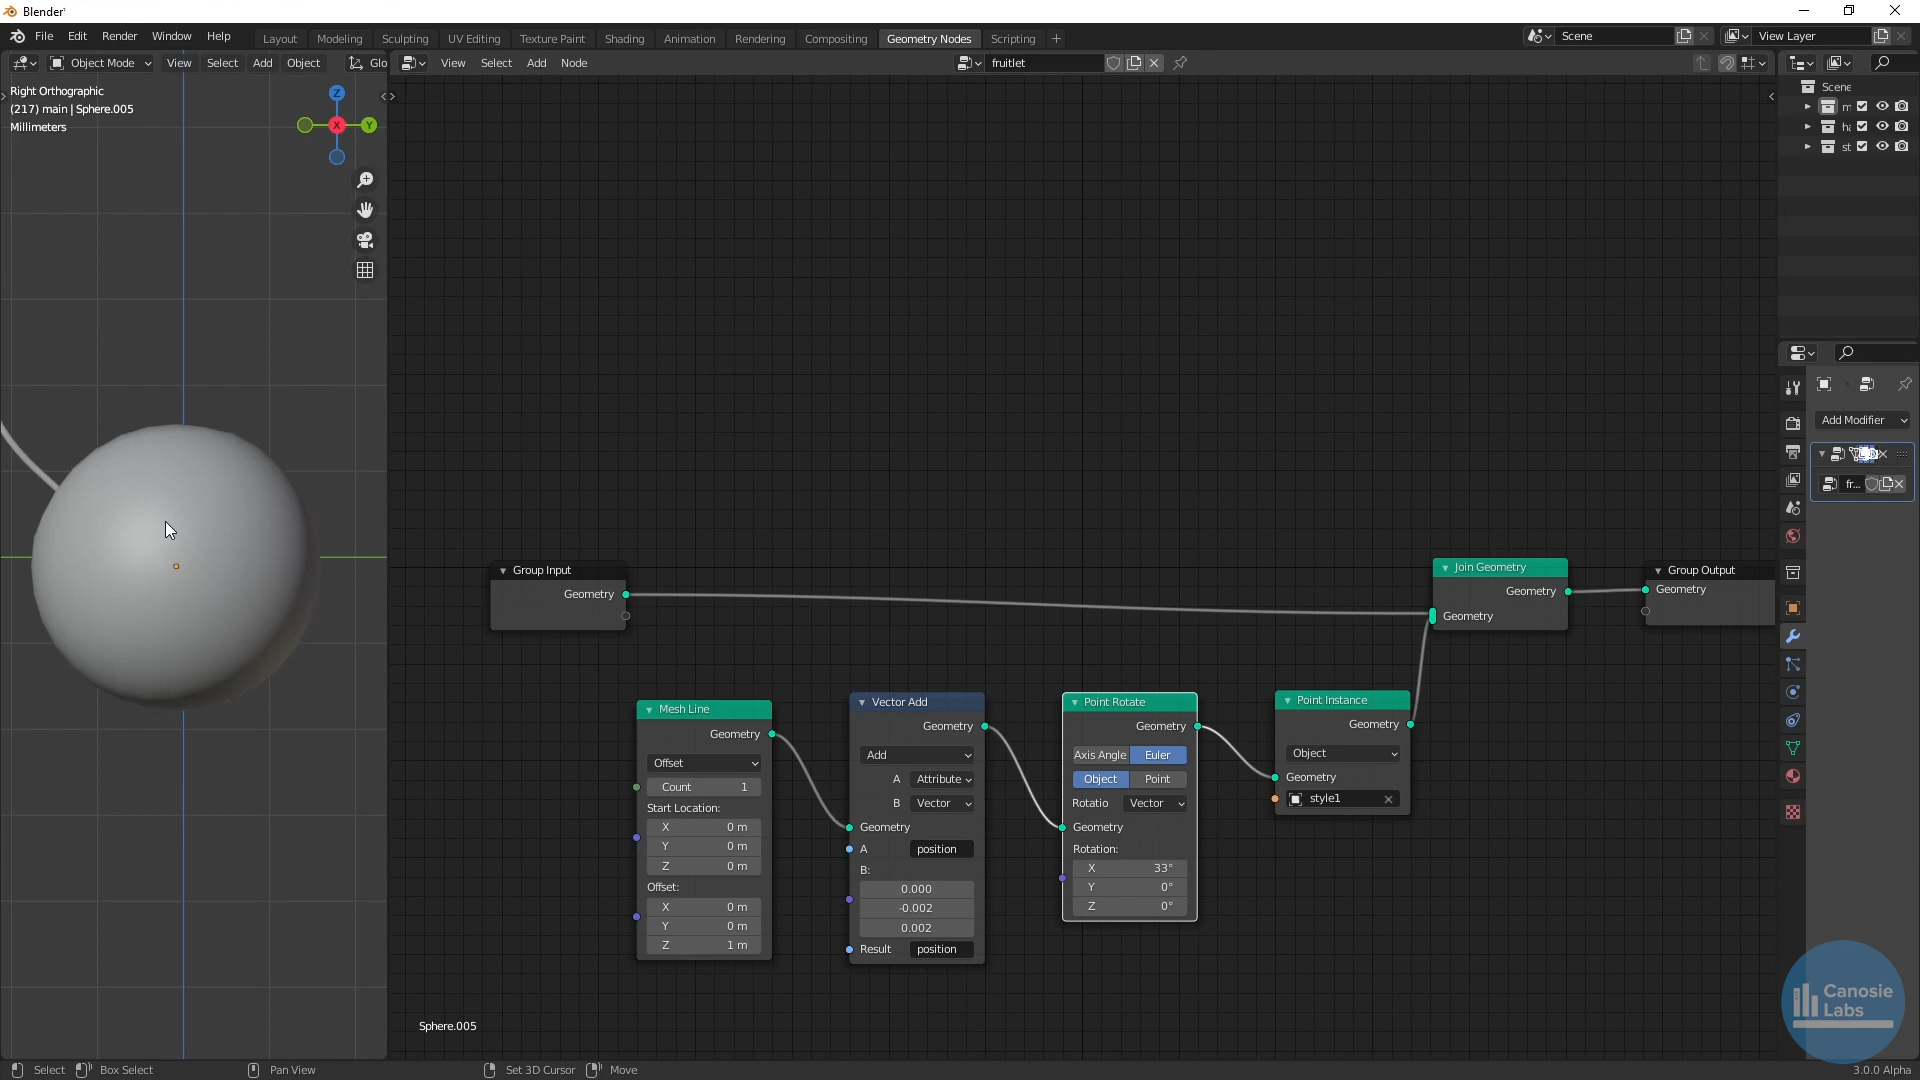 Blender
File Edit Render Window Help
Layout Modeling Sculpting UV Editing Texture Paint Shading Animation Rendering Compositing Geometry Nodes Scripting +
Scene
View Layer
Object Mode View Select Add Object Glo
View Select Add Node
fruitlet
Right Orthographic
(217) main | Sphere.005
Millimeters
Z
X
Y
Scene
Add Modifier
fr...
Group Input
Geometry
Mesh Line
Geometry
Offset
Count 1
Start Location:
X 0 m
Y 0 m
Z 0 m
Offset:
X 0 m
Y 0 m
Z 1 m
Vector Add
Geometry
Add
A Attribute
B Vector
Geometry
A position
B:
0.000
-0.002
0.002
Result position
Point Rotate
Geometry
Axis Angle Euler
Object Point
Rotatio Vector
Geometry
Rotation:
X 33°
Y 0°
Z 0°
Point Instance
Geometry
Object
Geometry
style1
Join Geometry
Geometry
Geometry
Group Output
Geometry
Sphere.005
Canosie
Labs
Select Box Select Pan View Set 3D Cursor Move
3.0.0 Alpha